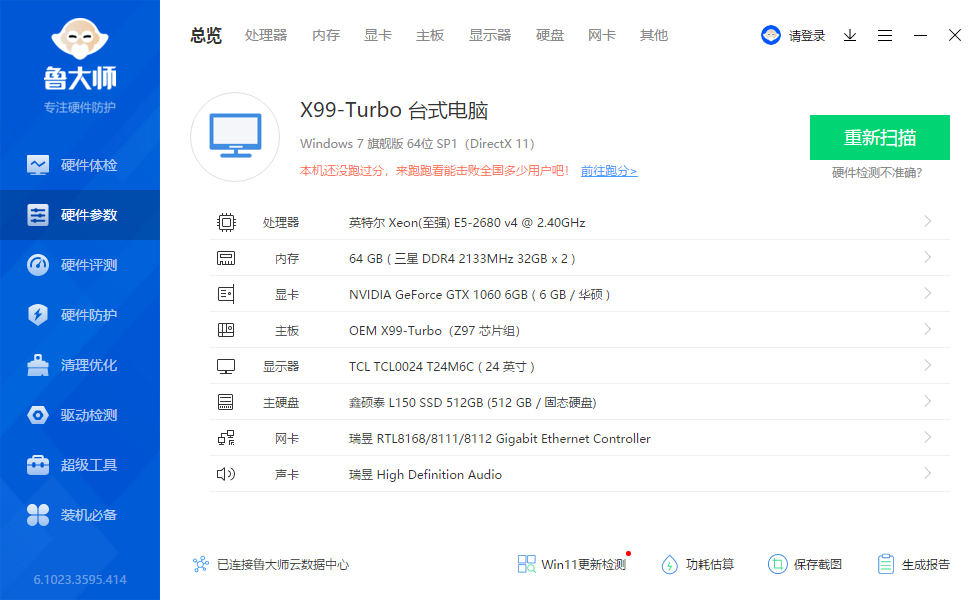 鲁大师
专注硬件防护
硬件体检
硬件参数
硬件评测
硬件防护
清理优化
驱动检测
超级工具
装机必备
6.1023.3595.414
总览 处理器 内存 显卡 主板 显示器 硬盘 网卡 其他 请登录
X99-Turbo 台式电脑
Windows 7 旗舰版 64位 SP1（DirectX 11）
本机还没跑过分，来跑跑看能击败全国多少用户吧！ 前往跑分>
重新扫描
硬件检测不准确?
处理器 英特尔 Xeon(至强) E5-2680 v4 @ 2.40GHz
内存 64 GB ( 三星 DDR4 2133MHz 32GB x 2 )
显卡 NVIDIA GeForce GTX 1060 6GB ( 6 GB / 华硕 )
主板 OEM X99-Turbo（Z97 芯片组）
显示器 TCL TCL0024 T24M6C ( 24 英寸 )
主硬盘 鑫硕泰 L150 SSD 512GB (512 GB / 固态硬盘)
网卡 瑞昱 RTL8168/8111/8112 Gigabit Ethernet Controller
声卡 瑞昱 High Definition Audio
已连接鲁大师云数据中心 Win11更新检测 功耗估算 保存截图 生成报告